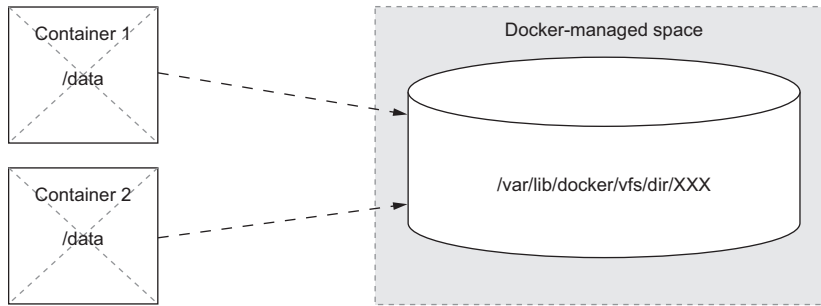 Container 1
/data
Container 2
/data
Docker-managed space
/var/lib/docker/vfs/dir/XXX